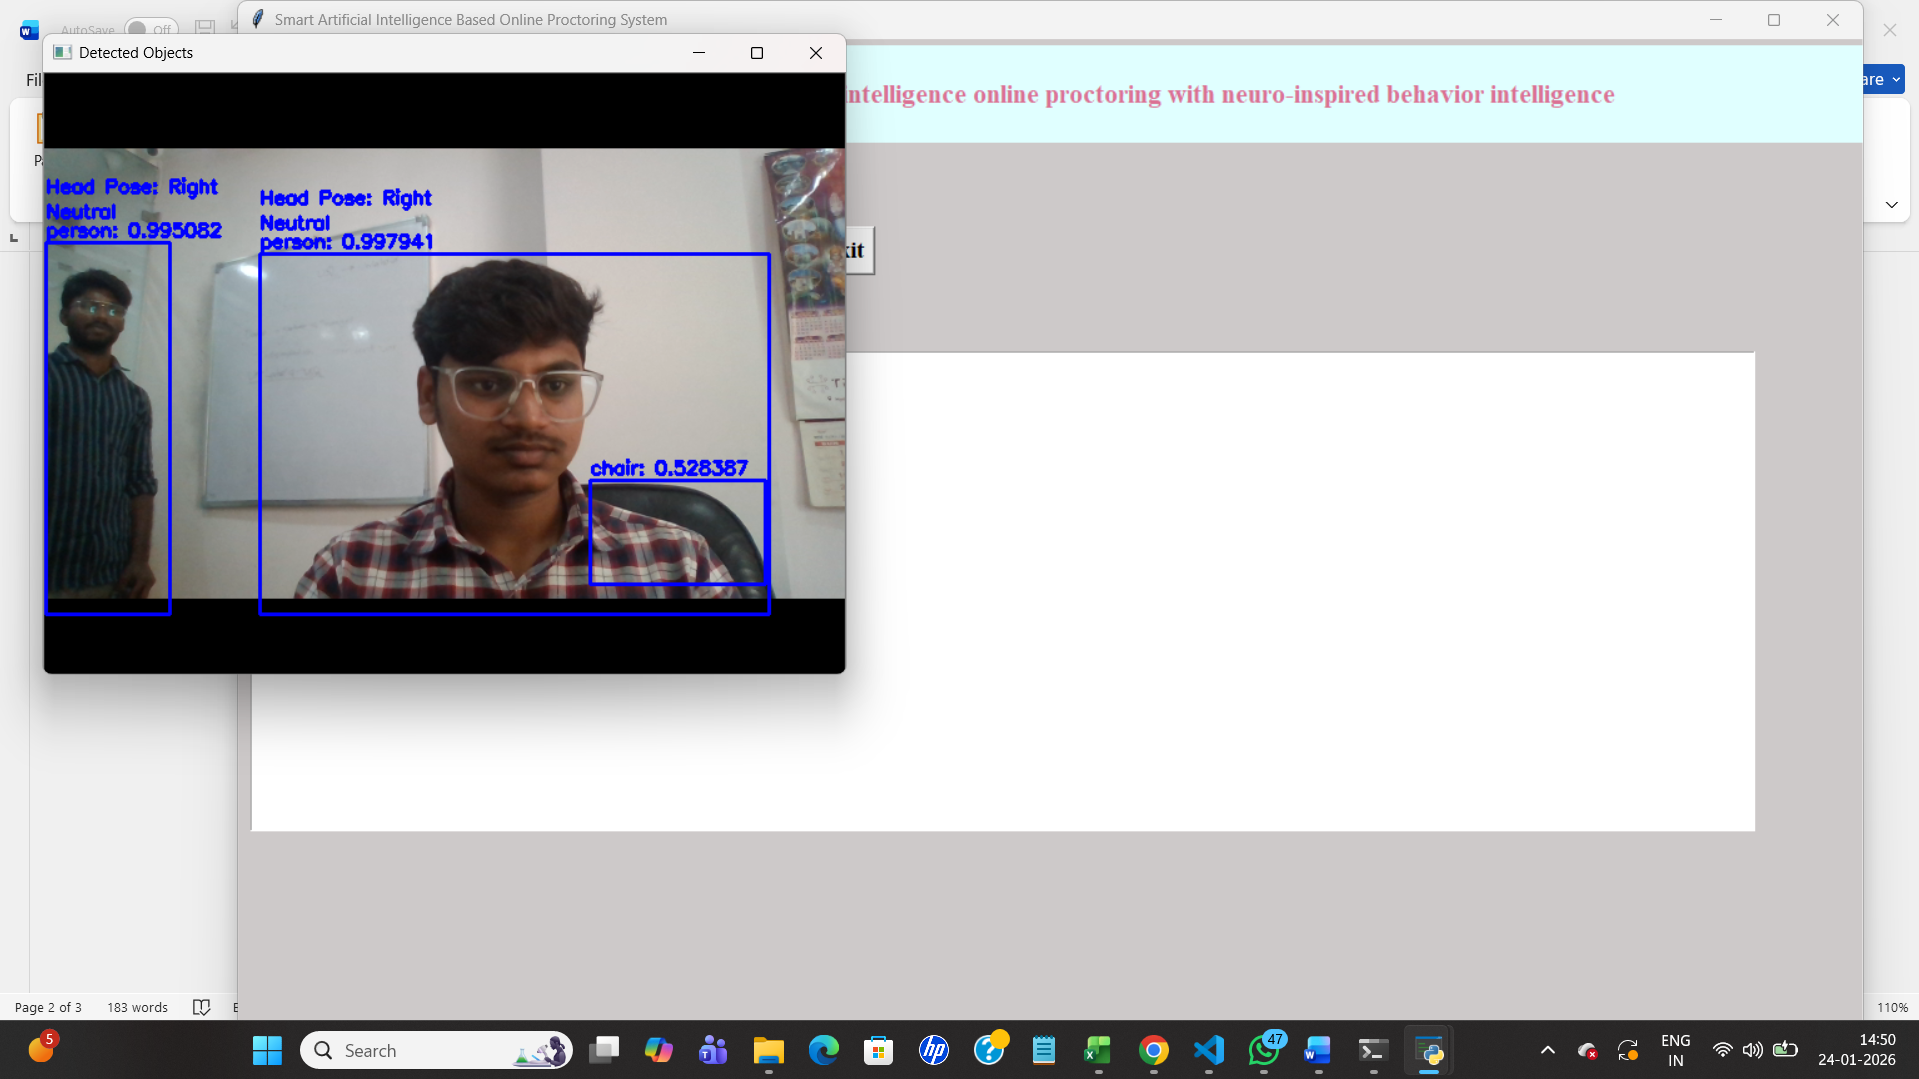 AutoSave Off
Smart Artificial Intelligence Based Online Proctoring System
Detected Objects
Fil
are
intelligence online proctoring with neuro-inspired behavior intelligence
Head Pose: Right
Neutral
person: 0.995082
Head Pose: Right
Neutral
person: 0.997941
xit
chair: 0.528387
Page 2 of 3
183 words
E
110%
5
Search
47
ENG
IN
14:50
24-01-2026